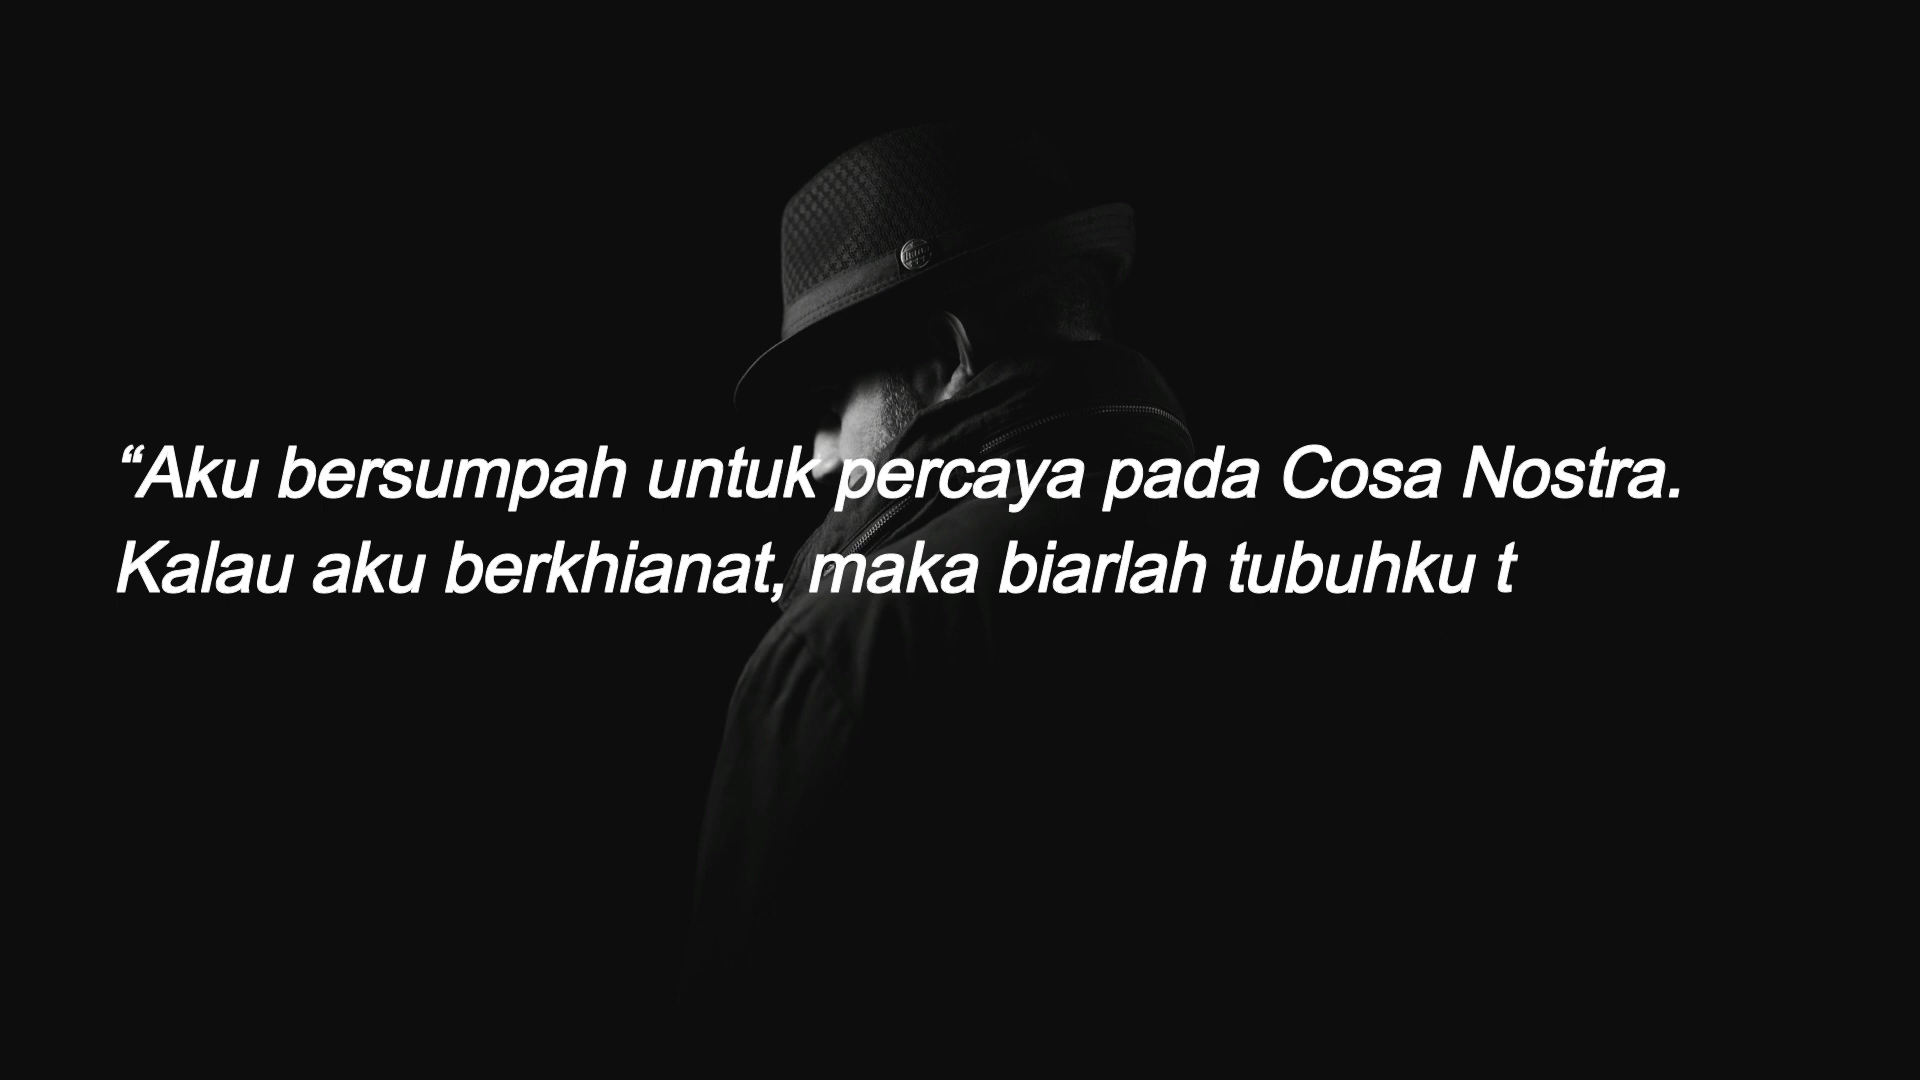 “Aku bersumpah untuk percaya pada Cosa Nostra.
Kalau aku berkhianat, maka biarlah tubuhku t